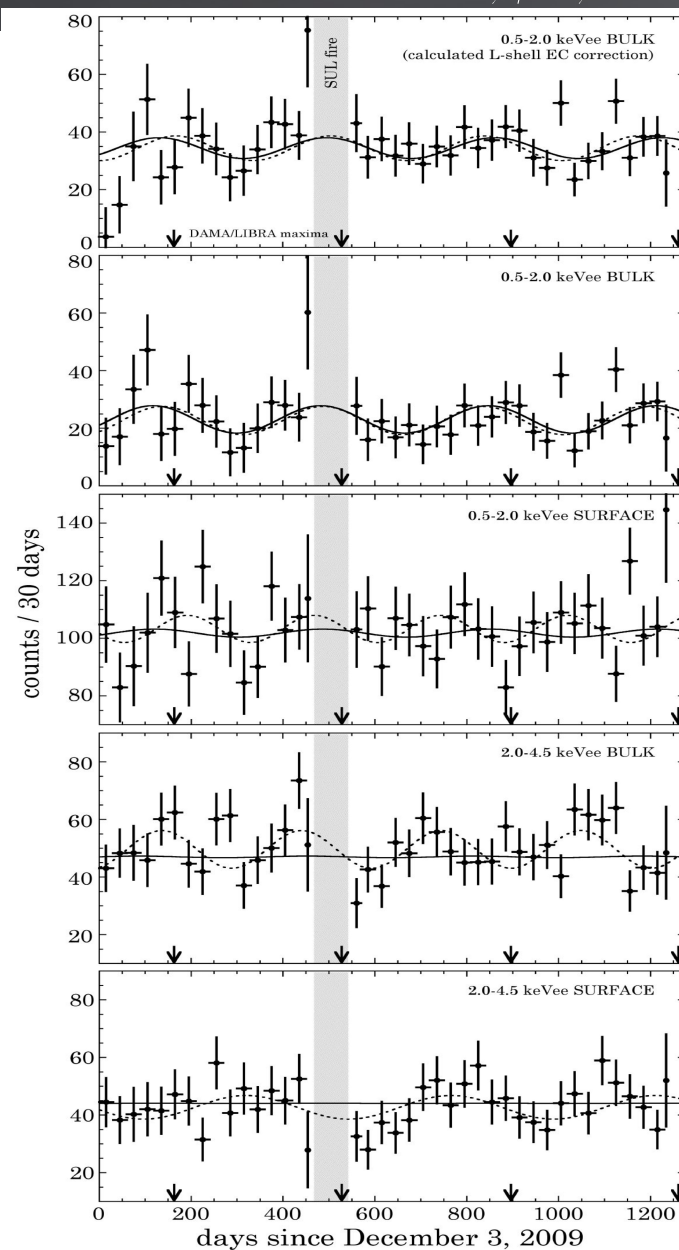 80
0.5-2.0 keVee BULK
(calculated L-shell EC correction)
60
SUL fire
40
20
DAMA/LIBRA maxima
0
80
0.5-2.0 keVee BULK
60
40
20
0
140
0.5-2.0 keVee SURFACE
120
100
80
counts / 30 days
2.0-4.5 keVee BULK
80
60
40
20
2.0-4.5 keVee SURFACE
80
60
40
20
0 200 400 600 800 1000 1200
days since December 3, 2009